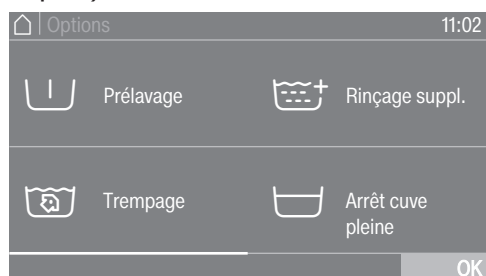 Options
11:02
Prélavage
Rinçage suppl.
Trempage
Arrêt cuve
pleine
OK